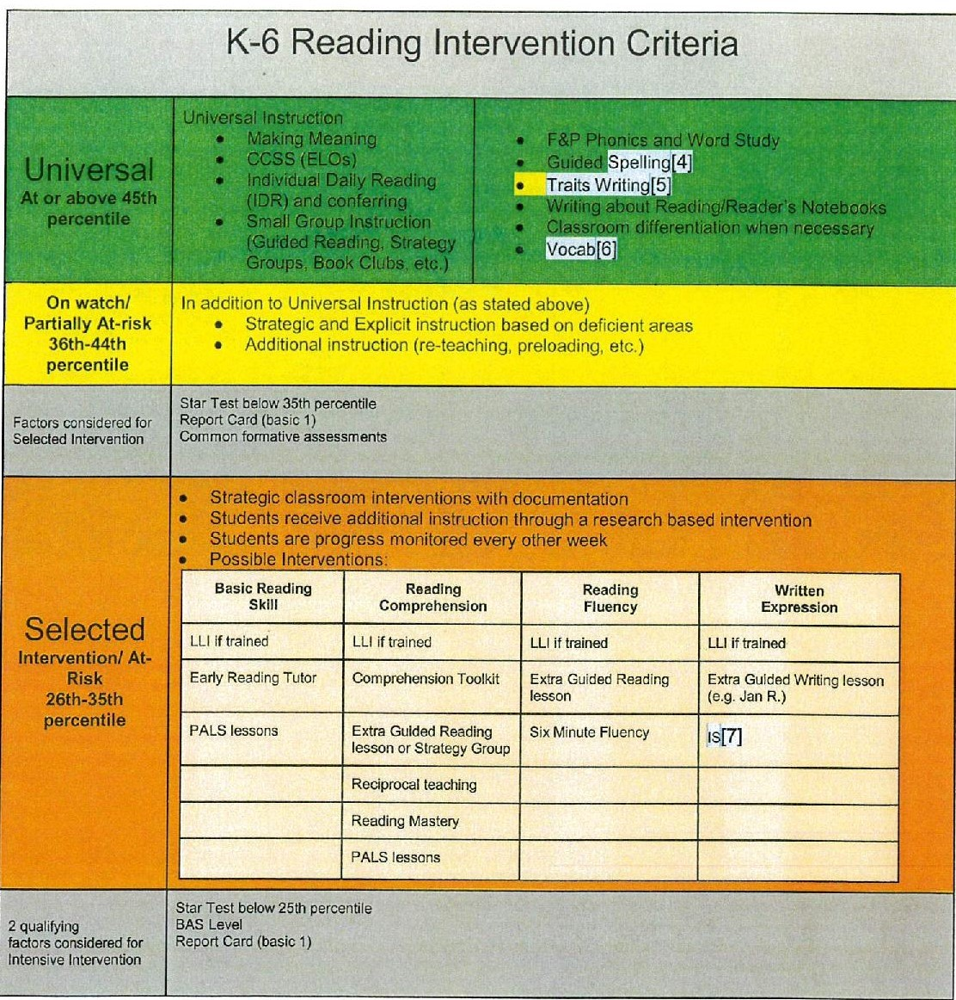 K-6 Reading Intervention Criteria
Universal
At or above 45th
percentile
Universal Instruction
• Making Meaning
• CCSS (ELOs)
• Individual Daily Reading
(IDR) and conferring
• Small Group Instruction
(Guided Reading, Strategy
Groups, Book Clubs, etc.)
• F&P Phonics and Word Study
• Guided Spelling[4]
• Traits Writing[5]
• Writing about Reading/Reader's Notebooks
• Classroom differentiation when necessary
• Vocab[6]
On watch/
Partially At-risk
36th-44th
percentile
In addition to Universal Instruction (as stated above)
• Strategic and Explicit instruction based on deficient areas
• Additional instruction (re-teaching, preloading, etc.)
Factors considered for
Selected Intervention
Star Test below 35th percentile
Report Card (basic 1)
Common formative assessments
Selected
Intervention/ At-
Risk
26th-35th
percentile
• Strategic classroom interventions with documentation
• Students receive additional instruction through a research based intervention
• Students are progress monitored every other week
• Possible Interventions:
Basic Reading
Skill
Reading
Comprehension
Reading
Fluency
Written
Expression
LLI if trained
LLI if trained
LLI if trained
LLI if trained
Early Reading Tutor
Comprehension Toolkit
Extra Guided Reading
lesson
Extra Guided Writing lesson
(e.g. Jan R.)
PALS lessons
Extra Guided Reading
lesson or Strategy Group
Six Minute Fluency
IS[7]
Reciprocal teaching
Reading Mastery
PALS lessons
2 qualifying
factors considered for
Intensive Intervention
Star Test below 25th percentile
BAS Level
Report Card (basic 1)